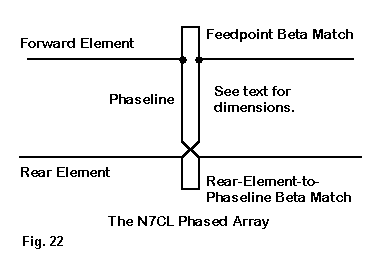 Forward Element
Feedpoint Beta Match
Phaseline
See text for
dimensions.
Rear Element
Rear-Element-to-
Phaseline Beta Match
The N7CL Phased Array
Fig. 22